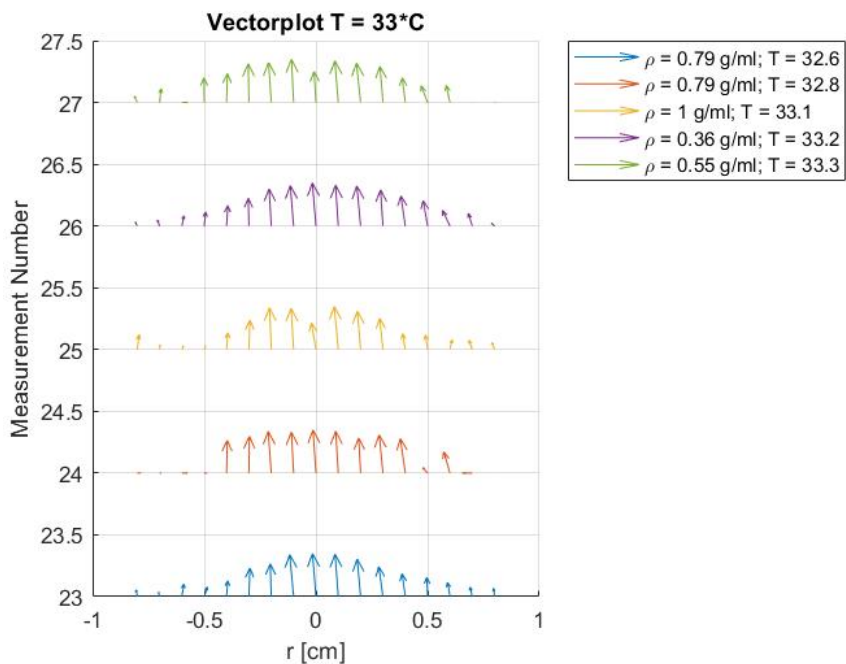 Vectorplot T = 33*C
27.5
27
26.5
26
25.5
25
24.5
24
23.5
23
Measurement Number
-1
-0.5
0
0.5
1
r [cm]
ρ = 0.79 g/ml; T = 32.6
ρ = 0.79 g/ml; T = 32.8
ρ = 1 g/ml; T = 33.1
ρ = 0.36 g/ml; T = 33.2
ρ = 0.55 g/ml; T = 33.3